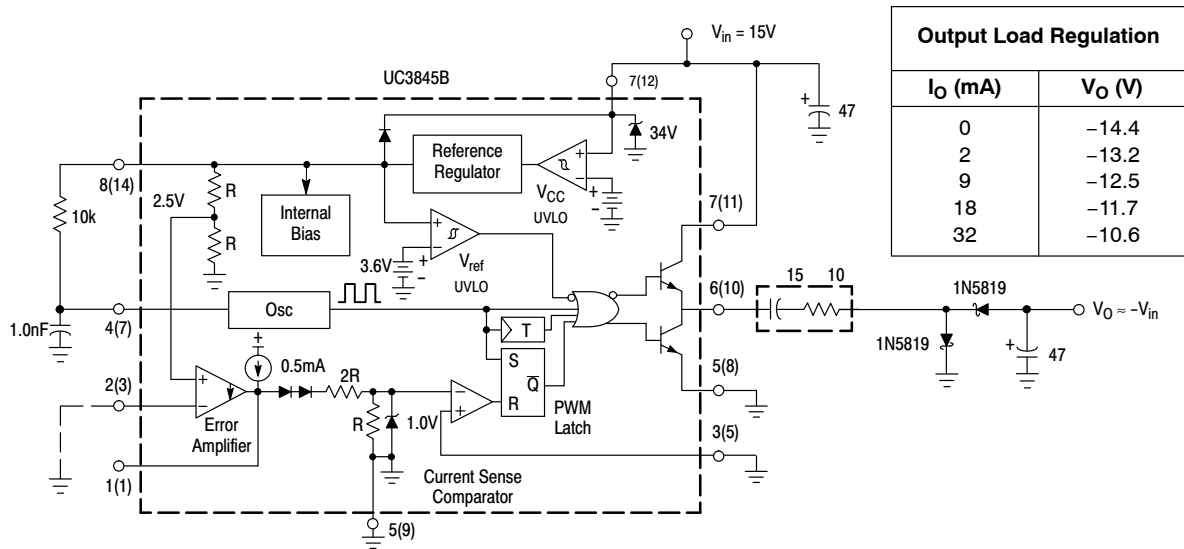 V_in = 15V
Output Load Regulation
I_O (mA) V_O (V)
0 −14.4
2 −13.2
9 −12.5
18 −11.7
32 −10.6
UC3845B
7(12)
+
47
34V
Reference
Regulator
+
−
V_CC
UVLO
+
−
8(14)
R
2.5V
R
Internal
Bias
10k
+
−
V_ref
UVLO
3.6V
+
−
7(11)
15 10
6(10)
1N5819
V_O ≈ −V_in
1N5819
+
47
Osc
4(7)
1.0nF
T
S
Q̅
R
PWM
Latch
5(8)
+
0.5mA
2(3)
+
−
Error
Amplifier
2R
R
1.0V
−
+
3(5)
Current Sense
Comparator
1(1)
5(9)